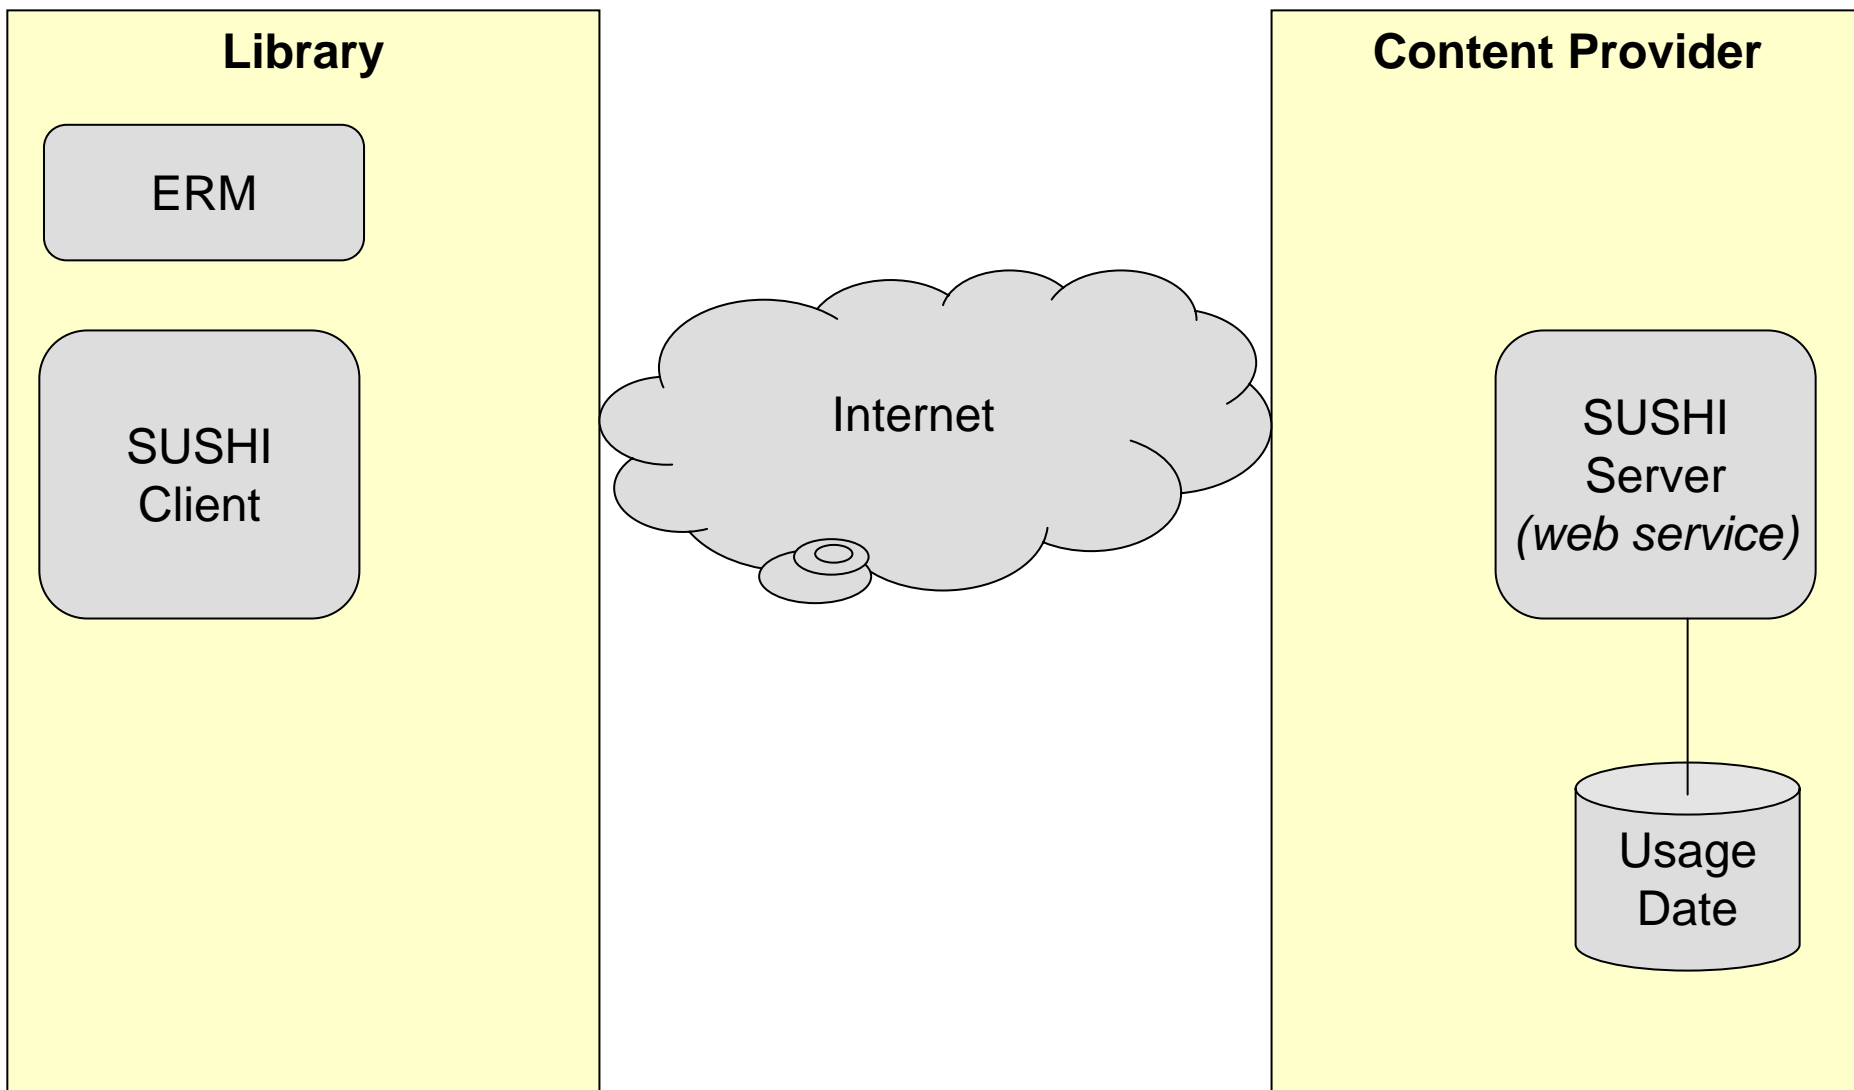 Library
ERM
SUSHI
Client
Internet
Content Provider
SUSHI
Server
(web service)
Usage
Date